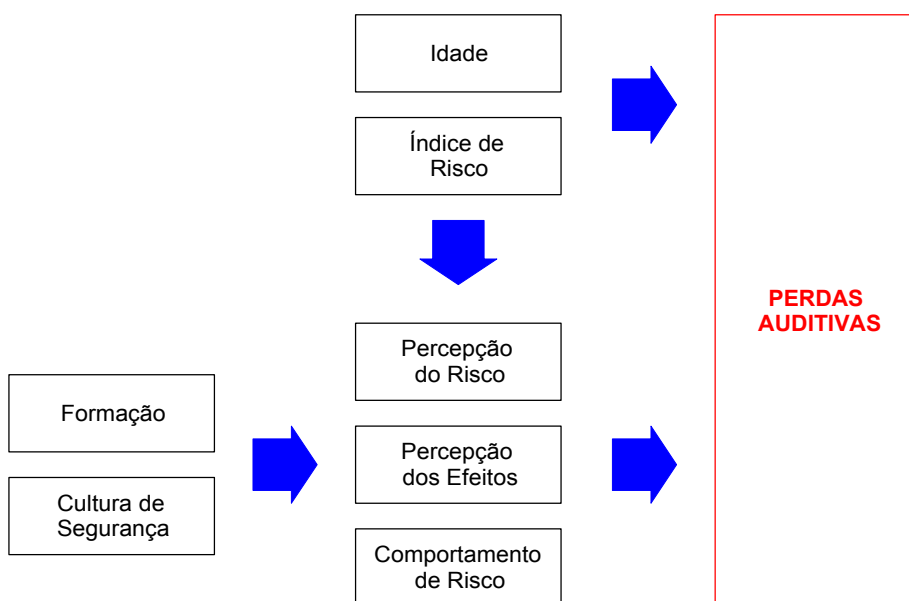 Idade
Índice de
Risco
PERDAS
AUDITIVAS
Percepção
do Risco
Formação
Percepção
dos Efeitos
Cultura de
Segurança
Comportamento
de Risco